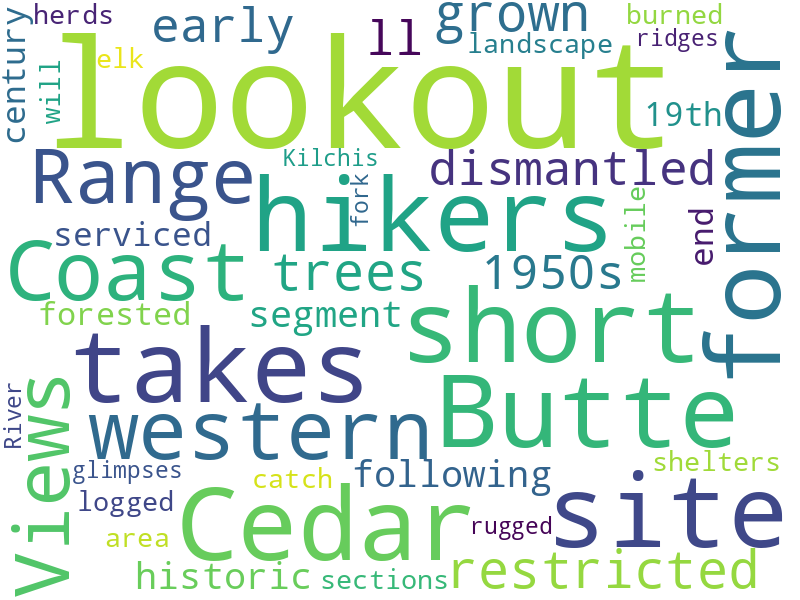 herds
early
ll
grown
burned
landscape
ridges
century
will
elk
lookout
former
19th
Range
Kilchis
dismantled
hikers
fork
serviced
mobile
end
Coast
trees
1950s
forested
segment
short
takes
Butte
western
Views
River
glimpses
catch
following
shelters
logged
Cedar
rugged
site
area
historic
sections
restricted